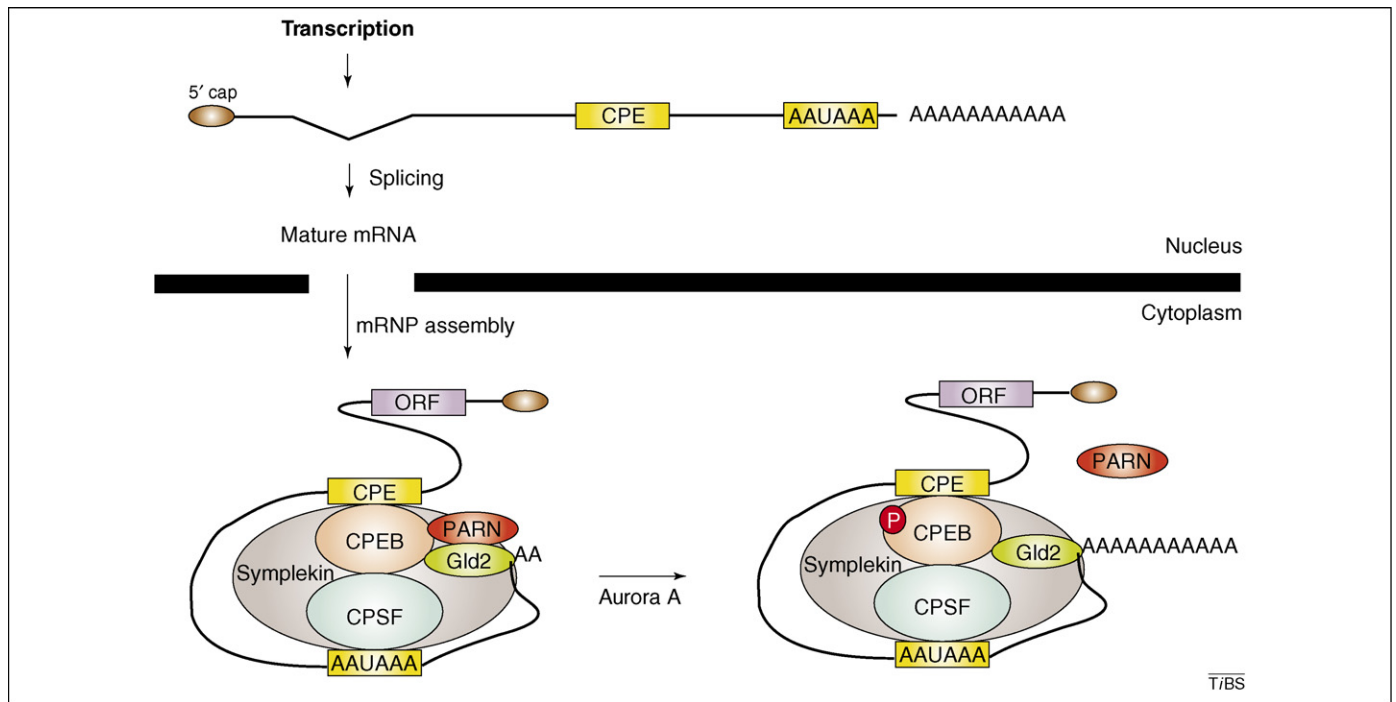 Transcription
5′ cap
CPE
AAUAAA
AAAAAAAAAAA
Splicing
Mature mRNA
Nucleus
Cytoplasm
mRNP assembly
ORF
CPE
CPEB
PARN
Gld2
AA
Symplekin
CPSF
AAUAAA
Aurora A
ORF
PARN
CPE
P
CPEB
Gld2
AAAAAAAAAAA
Symplekin
CPSF
AAUAAA
TiBS